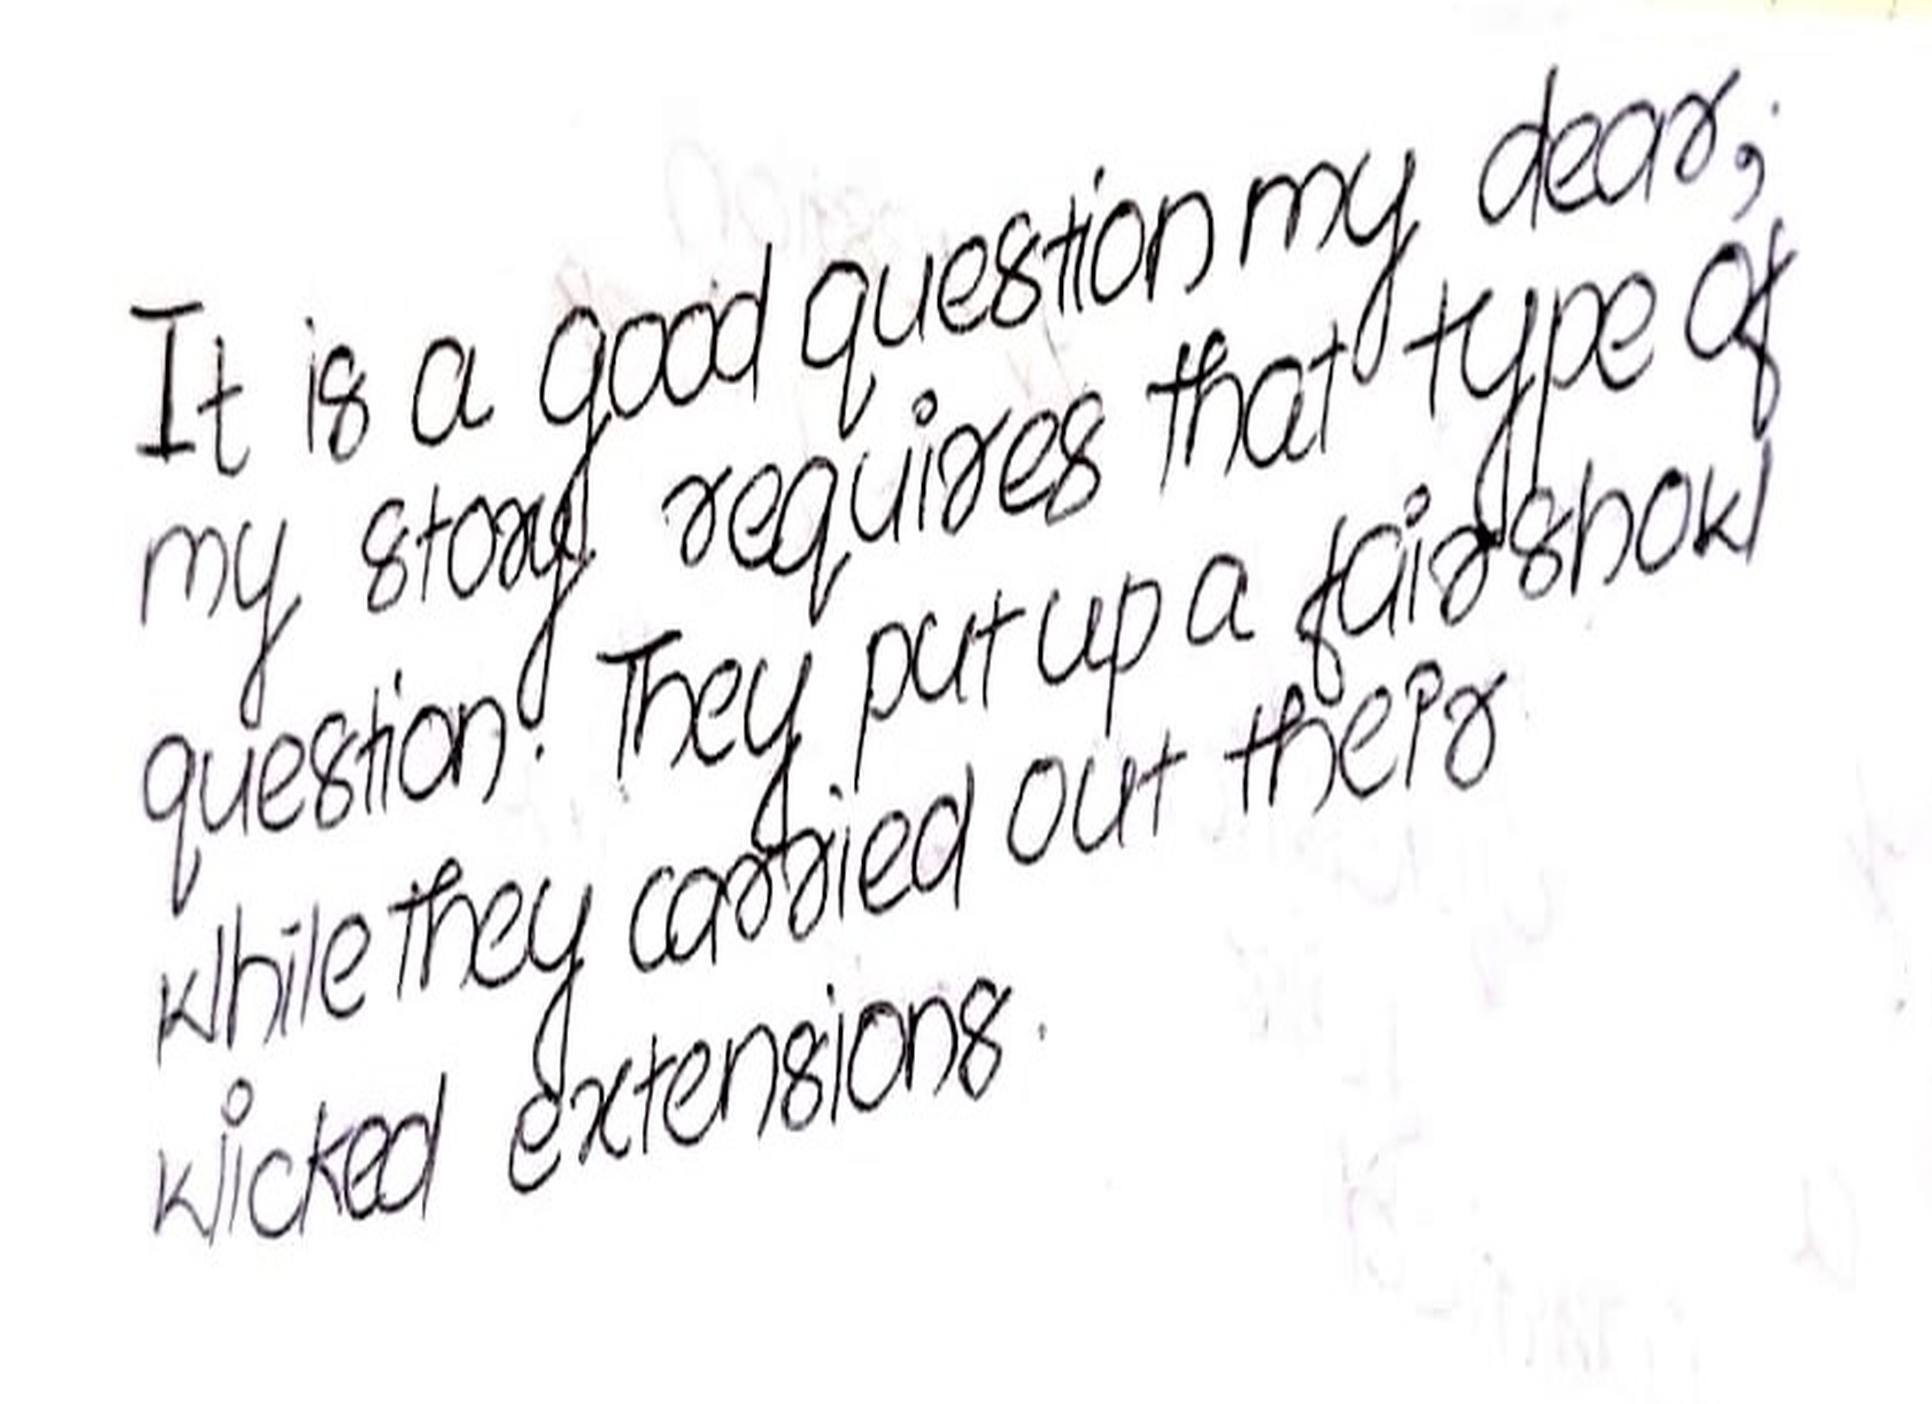 It is a good question my dear;
my story requires that type of
question. They put up a fair show
while they carried out their
wicked extensions.